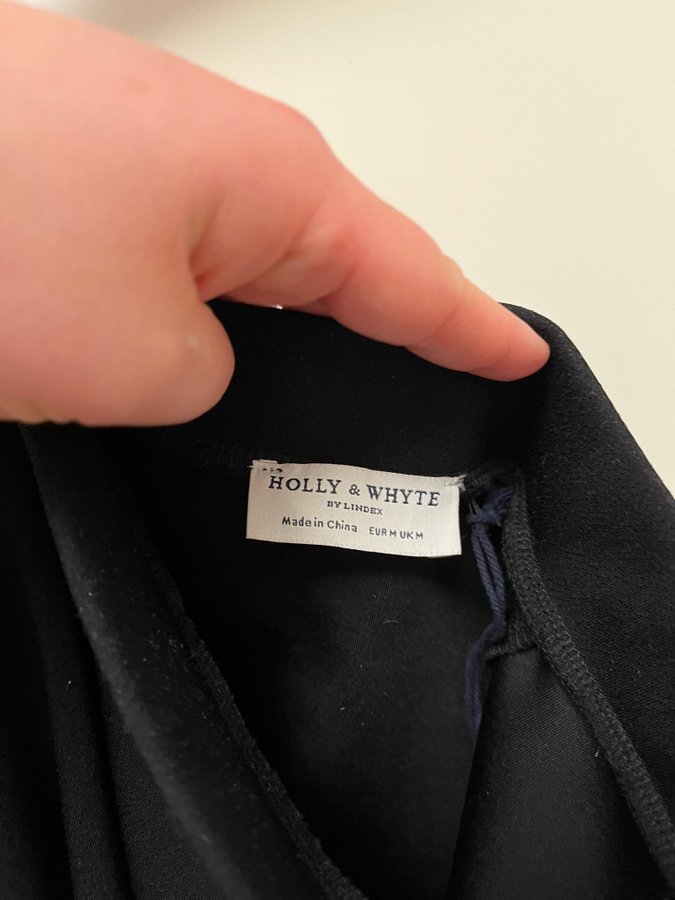 HOLLY & WHYTE
BY LINDEX
Made in China EUR M UK M